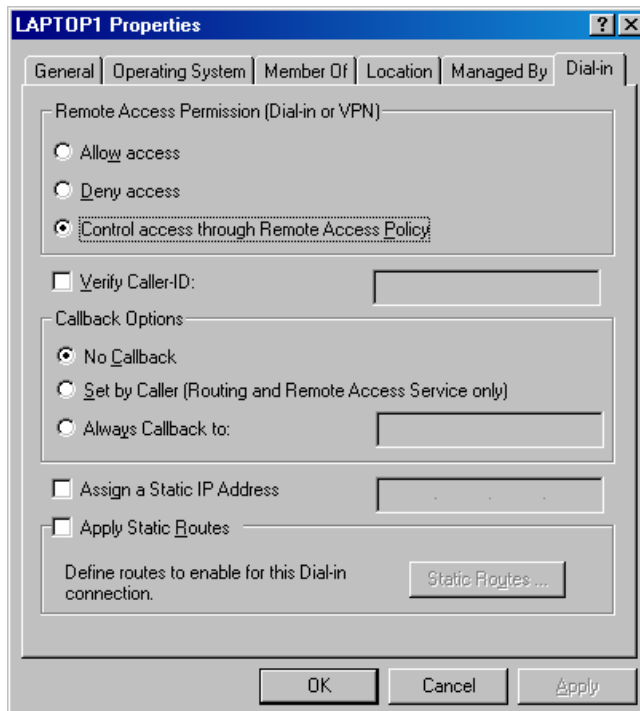 LAPTOP1 Properties
General Operating System Member Of Location Managed By Dial-in
Remote Access Permission (Dial-in or VPN)
Allow access
Deny access
Control access through Remote Access Policy
Verify Caller-ID:
Callback Options
No Callback
Set by Caller (Routing and Remote Access Service only)
Always Callback to:
Assign a Static IP Address
Apply Static Routes
Define routes to enable for this Dial-in
connection.
Static Routes ...
OK Cancel Apply